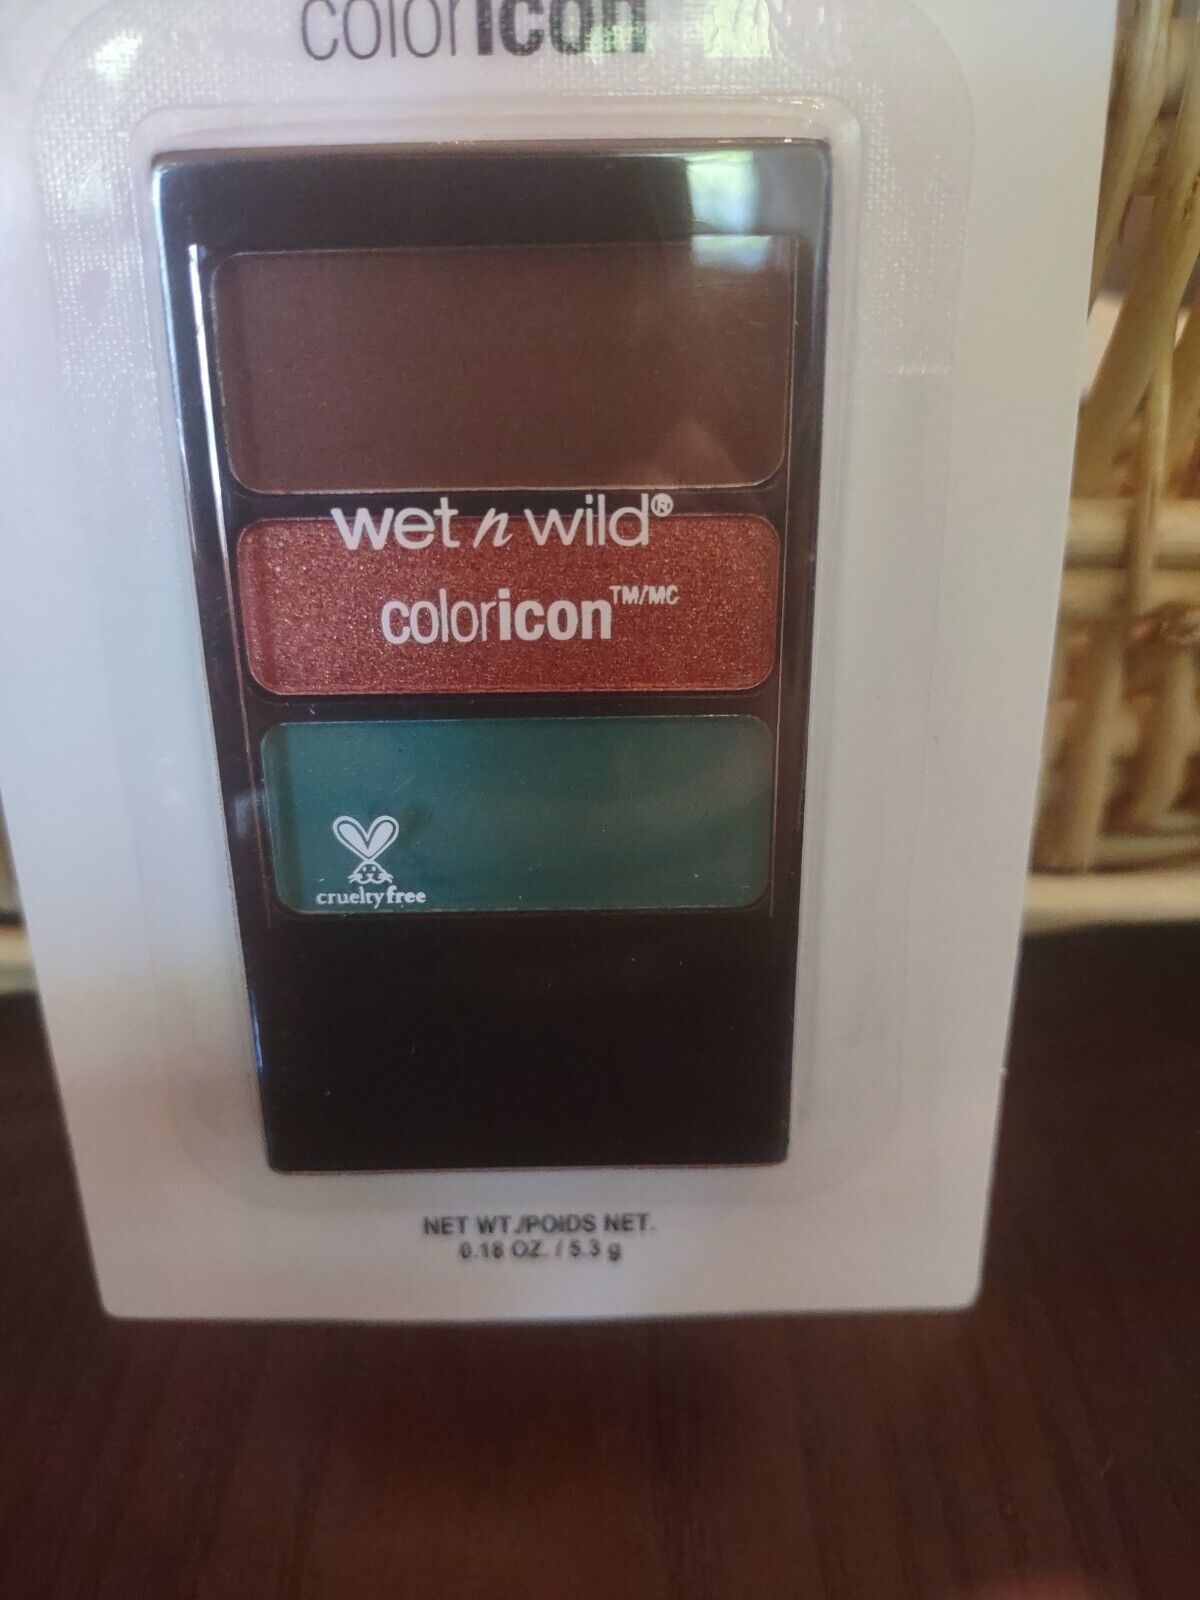 coloricon
wet n wild®
coloricon™/MC
cruelty free
NET WT./POIDS NET.
0.18 OZ. / 5.3 g